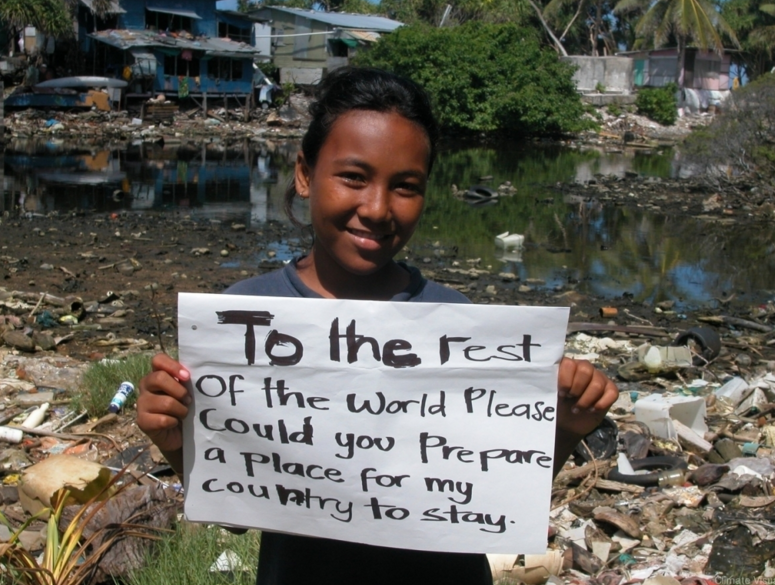 To the rest
Of the World Please
Could you Prepare
a place for my
country to stay.